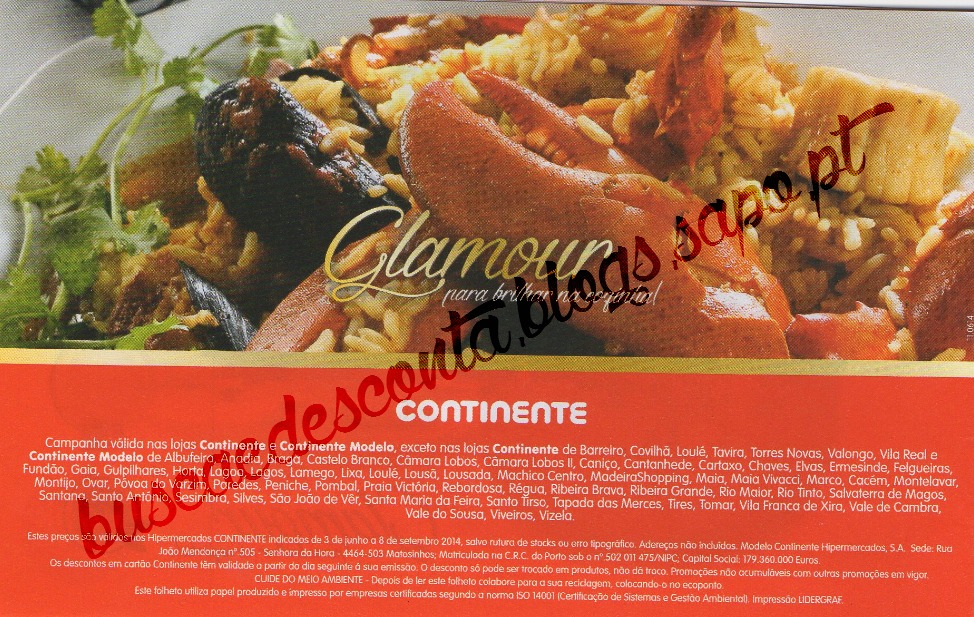 Glamour
para brilhar na cozinha!
buscaedesconta.blogs.sapo.pt
CONTINENTE
Campanha válida nas lojas Continente e Continente Modelo, exceto nas lojas Continente de Barreiro, Covilhã, Loulé, Tavira, Torres Novas, Valongo, Vila Real e
Continente Modelo de Albufeira, Anadia, Braga, Castelo Branco, Câmara Lobos, Câmara Lobos II, Caniço, Cantanhede, Cartaxo, Chaves, Elvas, Ermesinde, Felgueiras,
Fundão, Gaia, Gulpilhares, Horta, Lagoa, Lagos, Lamego, Lixa, Loulé, Lousã, Lousada, Machico Centro, MadeiraShopping, Maia, Maia Vivacci, Marco, Cacém, Montelavar,
Montijo, Ovar, Póvoa do Varzim, Paredes, Peniche, Pombal, Praia Victória, Rebordosa, Régua, Ribeira Brava, Ribeira Grande, Rio Maior, Rio Tinto, Salvaterra de Magos,
Santana, Santo António, Sesimbra, Silves, São João de Vêr, Santa Maria da Feira, Santo Tirso, Tapada das Merces, Tires, Tomar, Vila Franca de Xira, Vale de Cambra,
Vale do Sousa, Viveiros, Vizela.
Estes preços são válidos nos Hipermercados CONTINENTE indicados de 3 de junho a 8 de setembro 2014, salvo rutura de stocks ou erro tipográfico. Adereços não incluídos. Modelo Continente Hipermercados, S.A. Sede: Rua
João Mendonça nº 505 - Senhora da Hora - 4464-503 Matosinhos; Matriculada na C.R.C. do Porto sob o nº 502 011 475/NIPC; Capital Social: 179.360.000 Euros.
Os descontos em cartão Continente têm validade a partir do dia seguinte à sua emissão. O desconto só pode ser trocado em produtos, não dá troco. Promoções não acumuláveis com outras promoções em vigor.
CUIDE DO MEIO AMBIENTE - Depois de ler este folheto colabore para a sua reciclagem, colocando-o no ecoponto.
Este folheto utiliza papel produzido e impresso por empresas certificadas segundo a norma ISO 14001 (Certificação de Sistemas e Gestão Ambiental). Impressão LIDERGRAF.